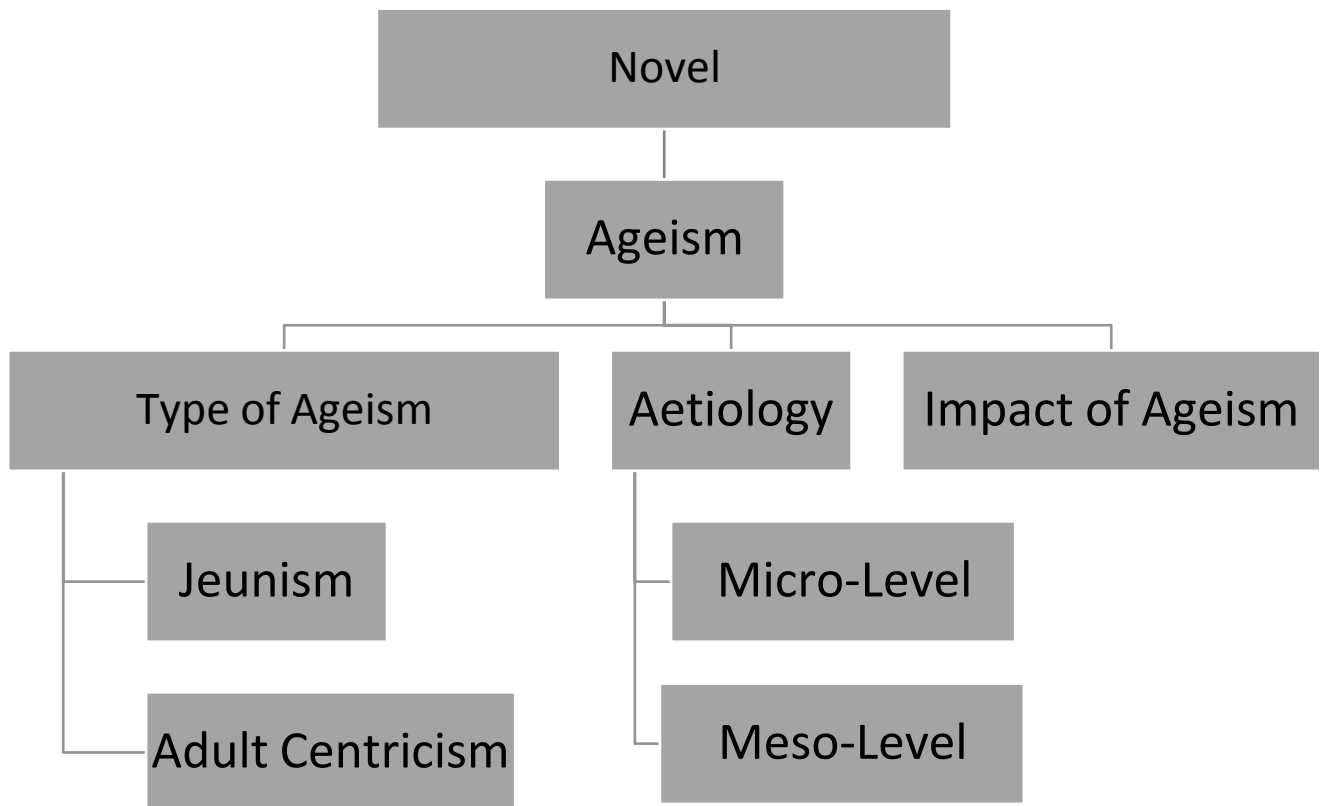 Novel
Ageism
Type of Ageism
Aetiology
Impact of Ageism
Jeunism
Micro-Level
Adult Centricism
Meso-Level